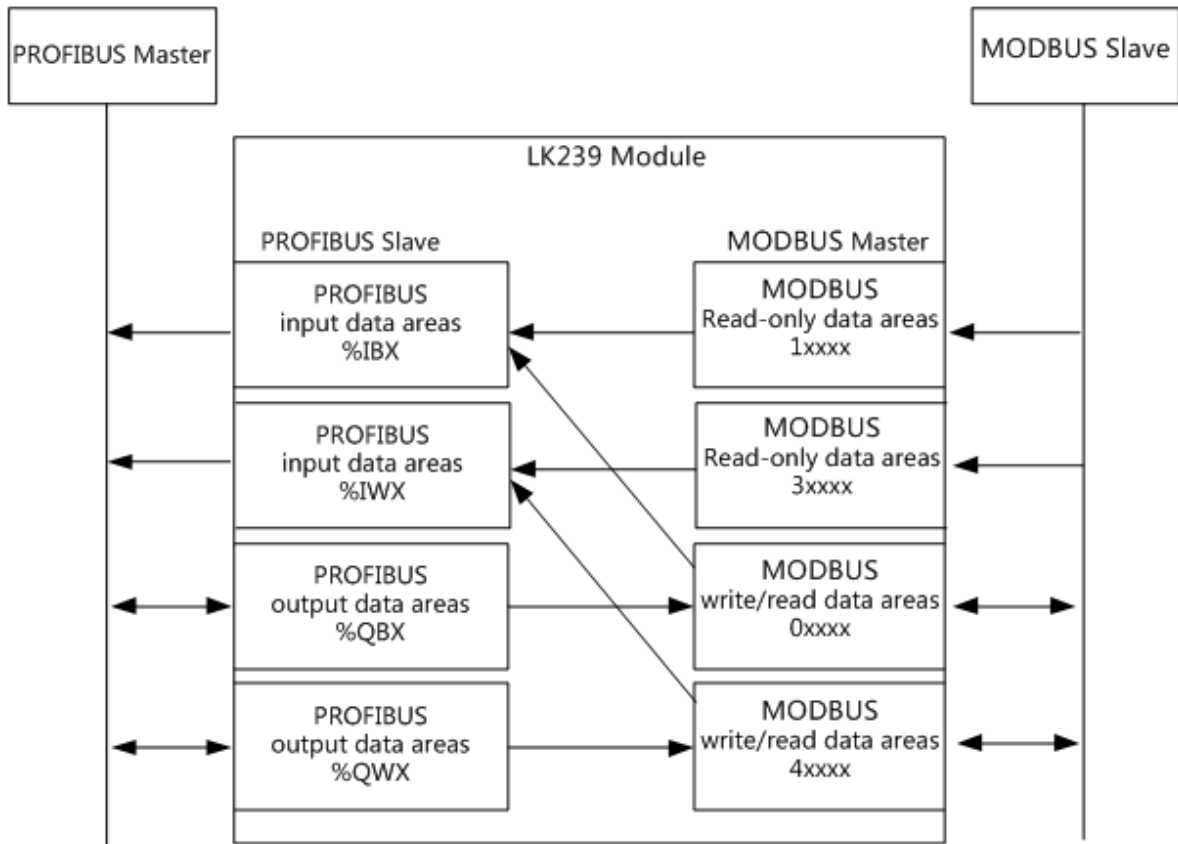 PROFIBUS Master
MODBUS Slave
LK239 Module
PROFIBUS Slave
MODBUS Master
PROFIBUS
input data areas
%IBX
MODBUS
Read-only data areas
1xxxx
PROFIBUS
input data areas
%IWX
MODBUS
Read-only data areas
3xxxx
PROFIBUS
output data areas
%QBX
MODBUS
write/read data areas
0xxxx
PROFIBUS
output data areas
%QWX
MODBUS
write/read data areas
4xxxx